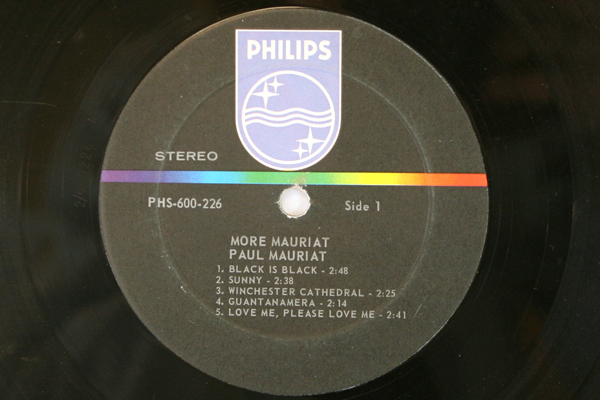 PHILIPS
STEREO
PHS-600-226 Side 1
MORE MAURIAT
PAUL MAURIAT
1. BLACK IS BLACK - 2:48
2. SUNNY - 2:38
3. WINCHESTER CATHEDRAL - 2:25
4. GUANTANAMERA - 2:14
5. LOVE ME, PLEASE LOVE ME - 2:41